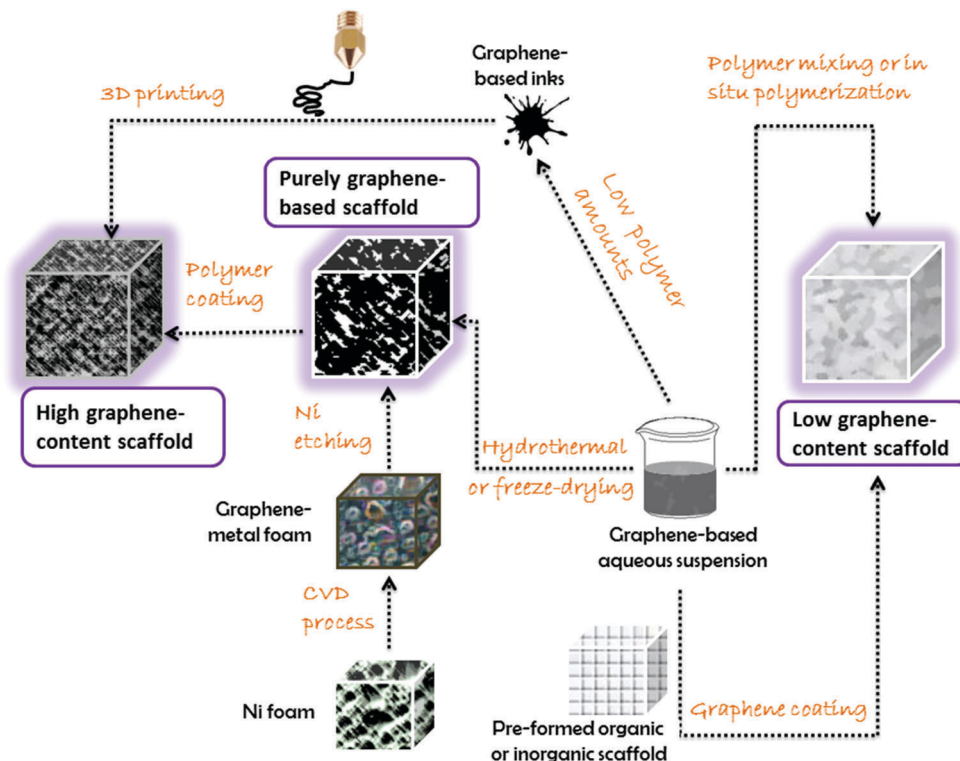 Graphene-
based inks
3D printing
Polymer mixing or in
situ polymerization
Purely graphene-
based scaffold
Low polymer
amounts
Polymer
coating
High graphene-
content scaffold
Ni
etching
Hydrothermal
or freeze-drying
Low graphene-
content scaffold
Graphene-
metal foam
Graphene-based
aqueous suspension
CVD
process
Ni foam
Pre-formed organic
or inorganic scaffold
Graphene coating